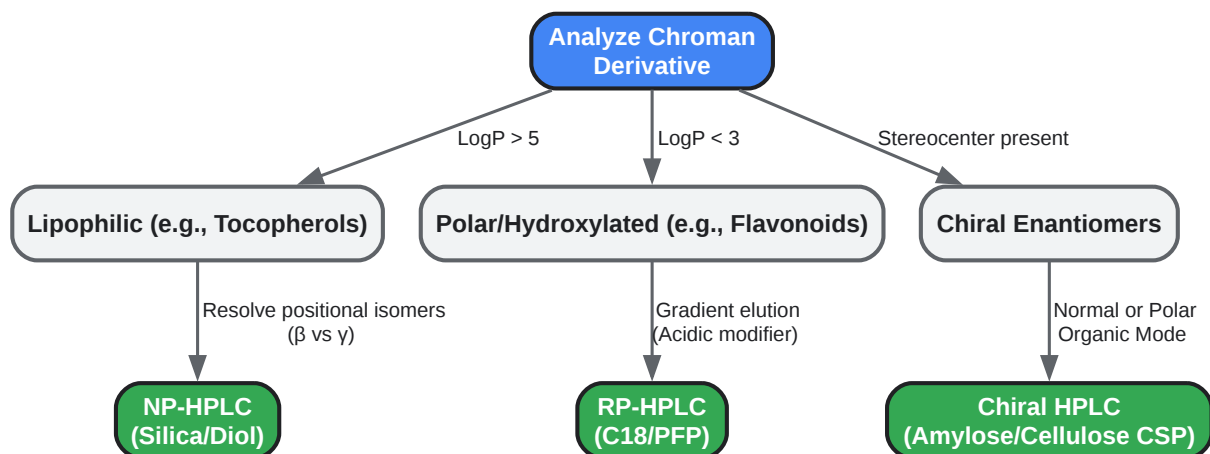 Analyze Chroman
Derivative
LogP > 5
LogP < 3
Stereocenter present
Lipophilic (e.g., Tocopherols)
Polar/Hydroxylated (e.g., Flavonoids)
Chiral Enantiomers
Resolve positional isomers
(β vs γ)
Gradient elution
(Acidic modifier)
Normal or Polar
Organic Mode
NP-HPLC
(Silica/Diol)
RP-HPLC
(C18/PFP)
Chiral HPLC
(Amylose/Cellulose CSP)